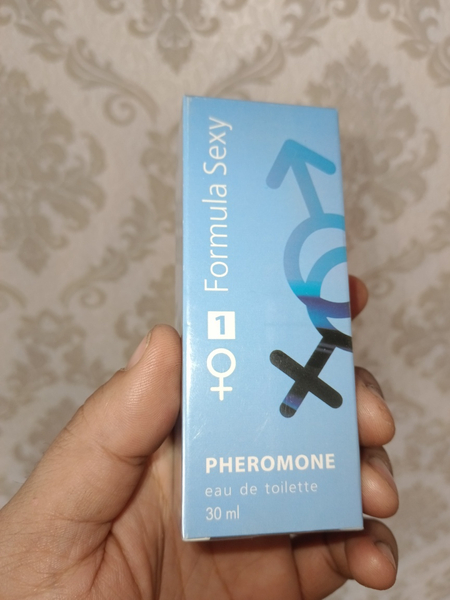 Formula Sexy
1
PHEROMONE
eau de toilette
30 ml